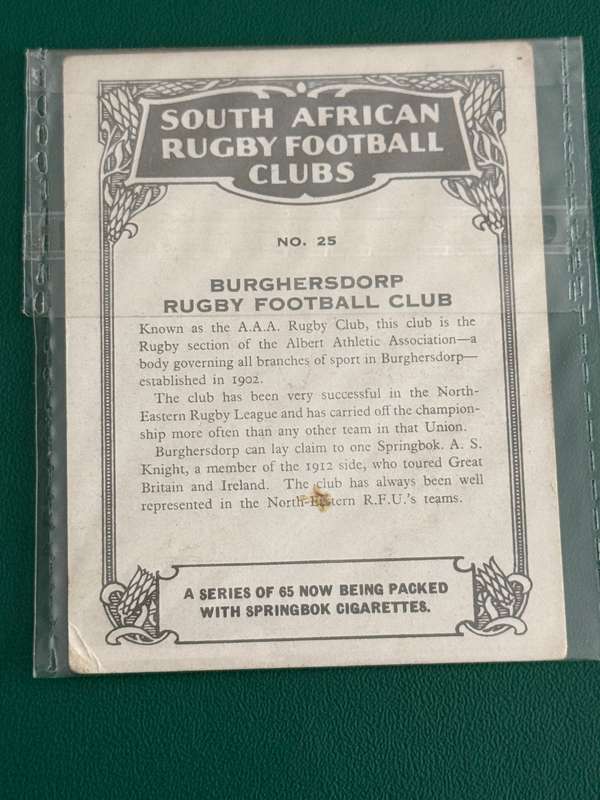 SOUTH AFRICAN
RUGBY FOOTBALL
CLUBS
NO. 25
BURGHERSDORP
RUGBY FOOTBALL CLUB
Known as the A.A.A. Rugby Club, this club is the
Rugby section of the Albert Athletic Association—a
body governing all branches of sport in Burghersdorp—
established in 1902.
The club has been very successful in the North-
Eastern Rugby League and has carried off the champion-
ship more often than any other team in that Union.
Burghersdorp can lay claim to one Springbok. A. S.
Knight, a member of the 1912 side, who toured Great
Britain and Ireland. The club has always been well
represented in the North-Eastern R.F.U.'s teams.
A SERIES OF 65 NOW BEING PACKED
WITH SPRINGBOK CIGARETTES.